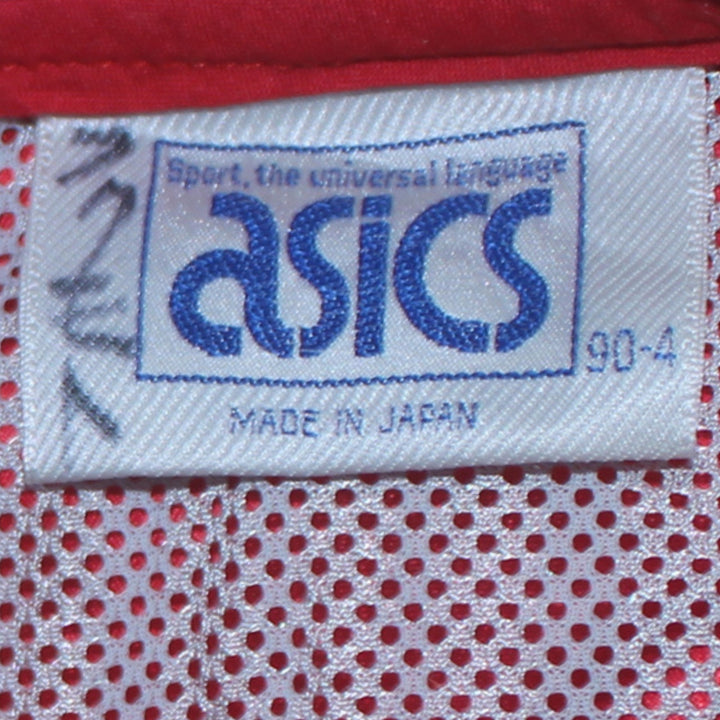 Sport, the universal language
asics
90-4
MADE IN JAPAN